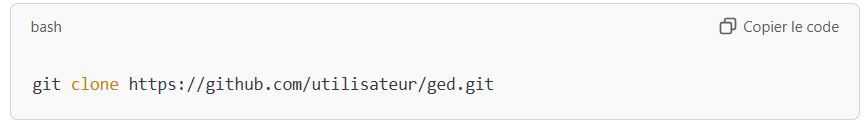 bash
Copier le code
git clone https://github.com/utilisateur/ged.git